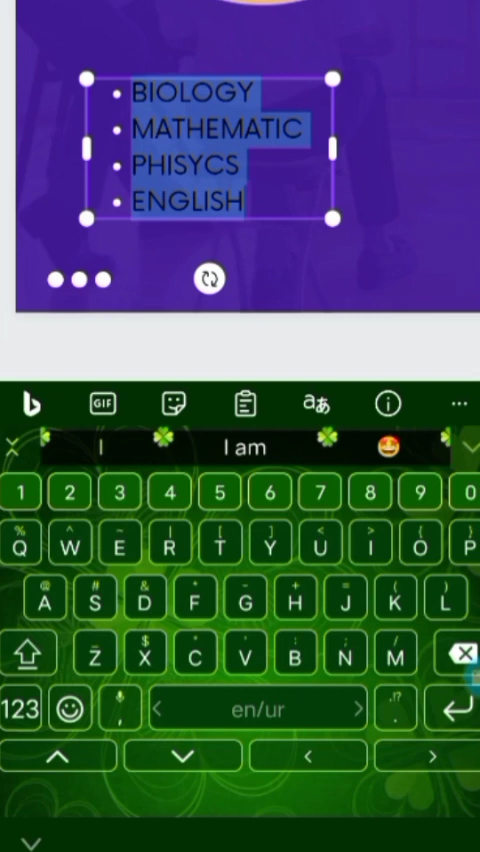 BIOLOGY
MATHEMATIC
PHISYCS
ENGLISH
GIF
aあ
I
I am
1 2 3 4 5 6 7 8 9 0
Q W E R T Y U I O P
A S D F G H J K L
Z X C V B N M
123 , en/ur .